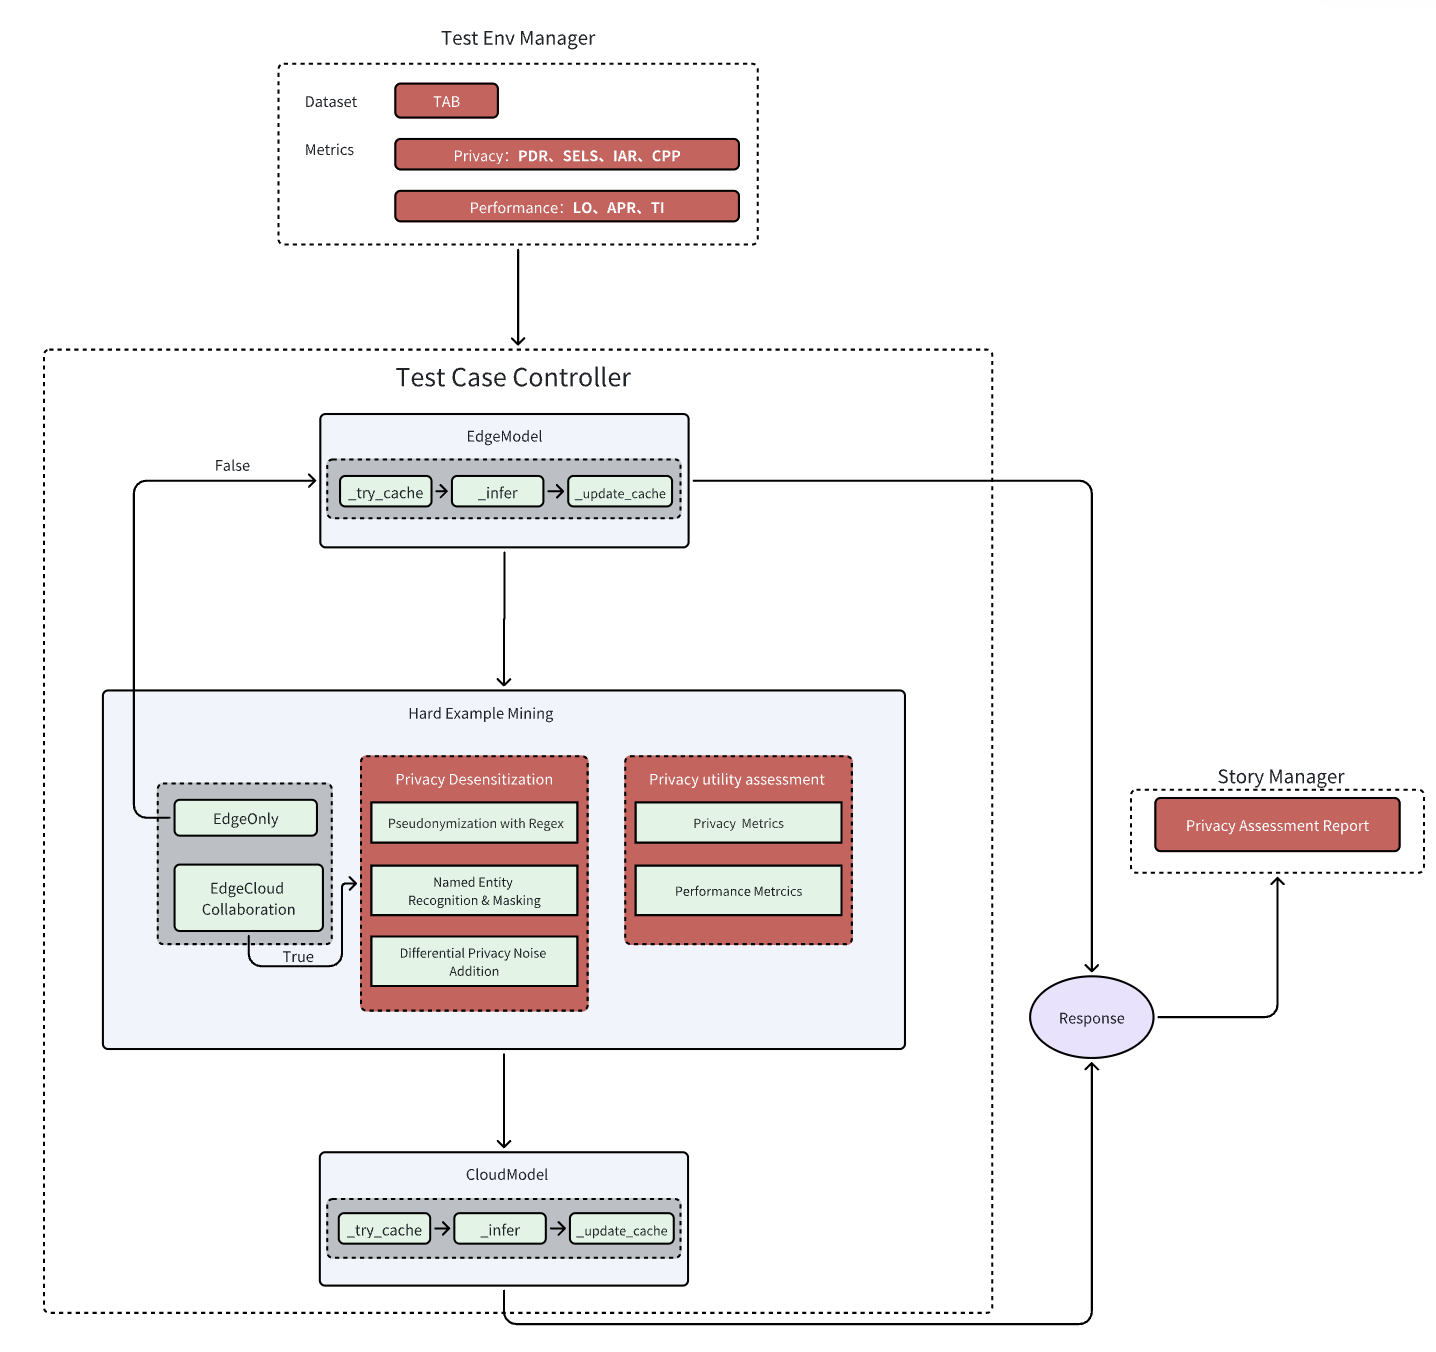 Test Env Manager
Dataset
TAB
Metrics
Privacy：PDR、SELS、IAR、CPP
Performance：LO、APR、TI
Test Case Controller
EdgeModel
False
_try_cache
_infer
_update_cache
Hard Example Mining
EdgeOnly
EdgeCloud
Collaboration
True
Privacy Desensitization
Pseudonymization with Regex
Named Entity
Recognition & Masking
Differential Privacy Noise
Addition
Privacy utility assessment
Privacy Metrics
Performance Metrcics
Story Manager
Privacy Assessment Report
Response
CloudModel
_try_cache
_infer
_update_cache